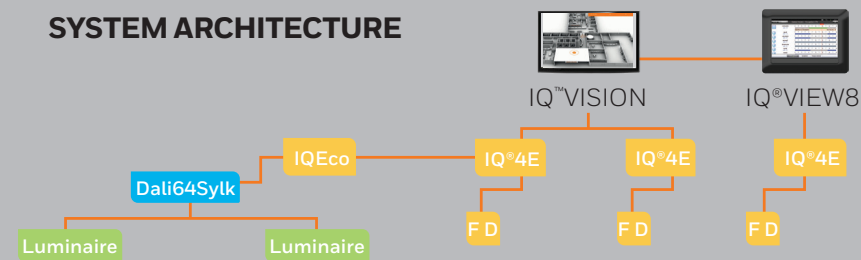 SYSTEM ARCHITECTURE
IQ™VISION
IQ®VIEW8
IQEco
IQ®4E
IQ®4E
IQ®4E
Dali64Sylk
F D
F D
F D
Luminaire
Luminaire